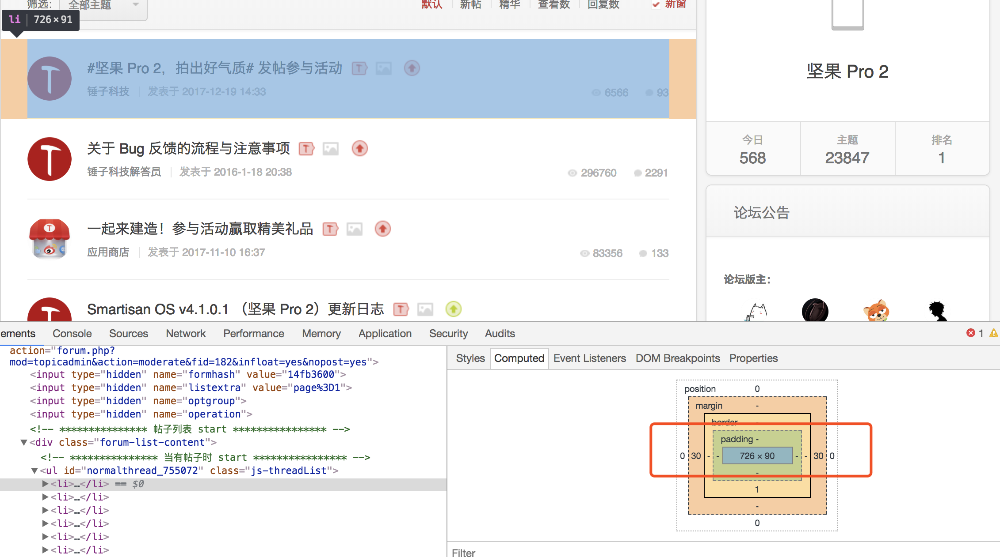 筛选：
全部主题
默认
新帖
精华
查看数
回复数
新窗
li 726×91
#坚果 Pro 2，拍出好气质# 发帖参与活动
锤子科技
发表于 2017-12-19 14:33
6566
93
关于 Bug 反馈的流程与注意事项
锤子科技解答员
发表于 2016-1-18 20:38
296760
2291
一起来建造！参与活动赢取精美礼品
应用商店
发表于 2017-11-10 16:37
83356
133
Smartisan OS v4.1.0.1 （坚果 Pro 2）更新日志
坚果 Pro 2
今日
568
主题
23847
排名
1
论坛公告
论坛版主：
ements Console Sources Network Performance Memory Application Security Audits
1
action="forum.php?
mod=topicadmin&action=moderate&fid=182&infloat=yes&nopost=yes">
<input type="hidden" name="formhash" value="14fb3600">
<input type="hidden" name="listextra" value="page%3D1">
<input type="hidden" name="optgroup">
<input type="hidden" name="operation">
<!-- *************** 帖子列表 start **************** -->
▼<div class="forum-list-content">
<!-- *************** 当有帖子时 start **************** -->
▼<ul id="normalthread_755072" class="js-threadList">
▶<li>…</li> == $0
▶<li>…</li>
▶<li>…</li>
▶<li>…</li>
▶<li>…</li>
▶<li>…</li>
Styles Computed Event Listeners DOM Breakpoints Properties
position 0
margin -
border -
padding -
0 30 - - 726 × 90 - - 30 0
-
1
-
0
Filter